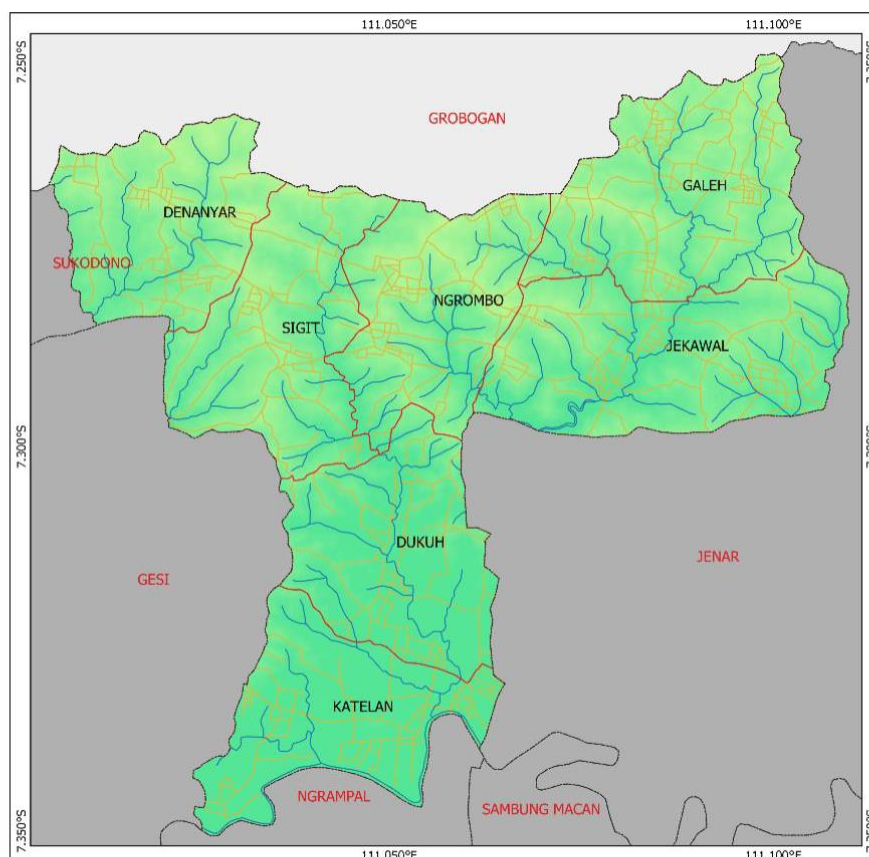 111.050°E
111.100°E
7.250°S
GROBOGAN
GALEH
DENANYAR
SUKODONO
NGROMBO
SIGIT
JEKAWAL
7.300°S
DUKUH
JENAR
GESI
KATELAN
NGRAMPAL
SAMBUNG MACAN
7.350°S
111.050°E
111.100°E